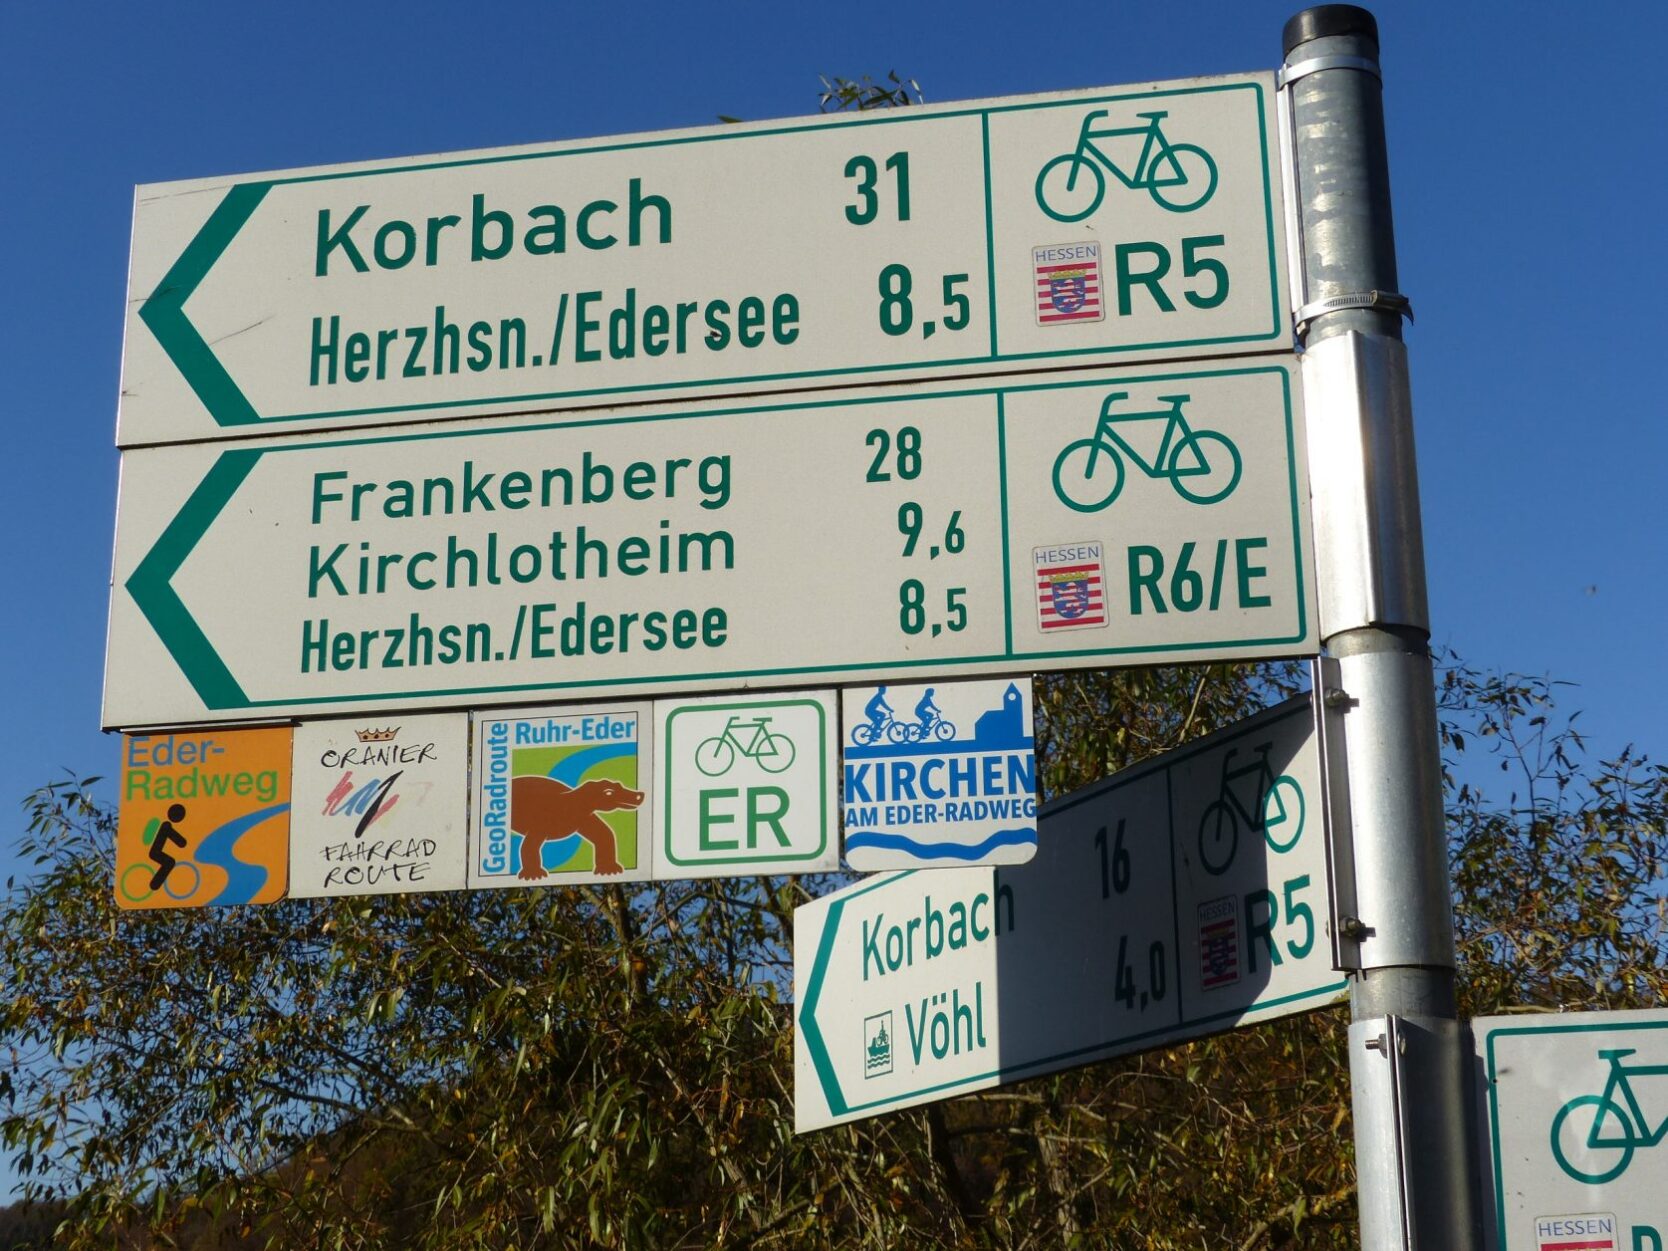 Korbach 31
Herzhsn./Edersee 8,5
HESSEN R5
Frankenberg 28
Kirchlotheim 9,6
Herzhsn./Edersee 8,5
HESSEN R6/E
Eder-
Radweg
ORANIER
FAHRRAD
ROUTE
GeoRadroute
Ruhr-Eder
ER
KIRCHEN
AM EDER-RADWEG
Korbach 16
Vöhl 4,0
HESSEN R5
HESSEN